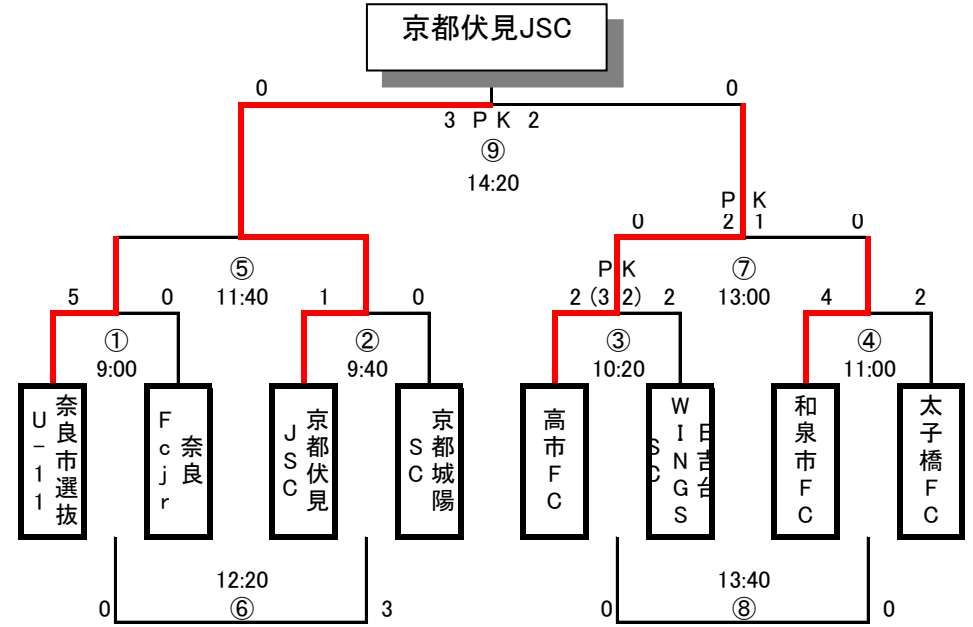 京都伏見JSC
0 0
3 PK 2
⑨
14:20
PK
0 2 1 0
⑤ PK ⑦
5 0 11:40 1 0 2 (3 2) 2 13:00 4 2
① ② ③ ④
9:00 9:40 10:20 11:00
奈良市選抜
U-11
奈良
Fcjr
京都伏見
JSC
京都城陽
SC
高市FC
日吉台
WINGS
SC
和泉市FC
太子橋FC
12:20 13:40
0 ⑥ 3 0 ⑧ 0